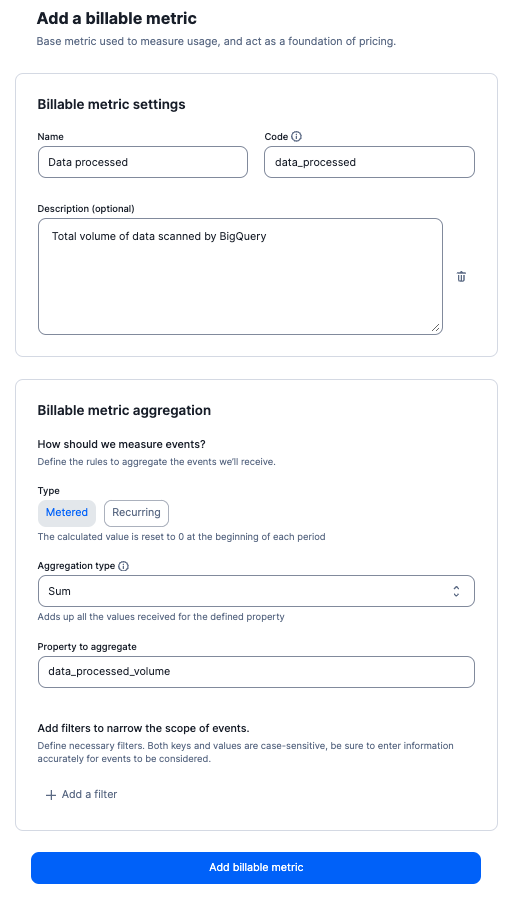 Add a billable metric
Base metric used to measure usage, and act as a foundation of pricing.
Billable metric settings
Name
Code
Data processed
data_processed
Description (optional)
Total volume of data scanned by BigQuery
Billable metric aggregation
How should we measure events?
Define the rules to aggregate the events we'll receive.
Type
Metered
Recurring
The calculated value is reset to 0 at the beginning of each period
Aggregation type
Sum
Adds up all the values received for the defined property
Property to aggregate
data_processed_volume
Add filters to narrow the scope of events.
Define necessary filters. Both keys and values are case-sensitive, be sure to enter information
accurately for events to be considered.
Add a filter
Add billable metric